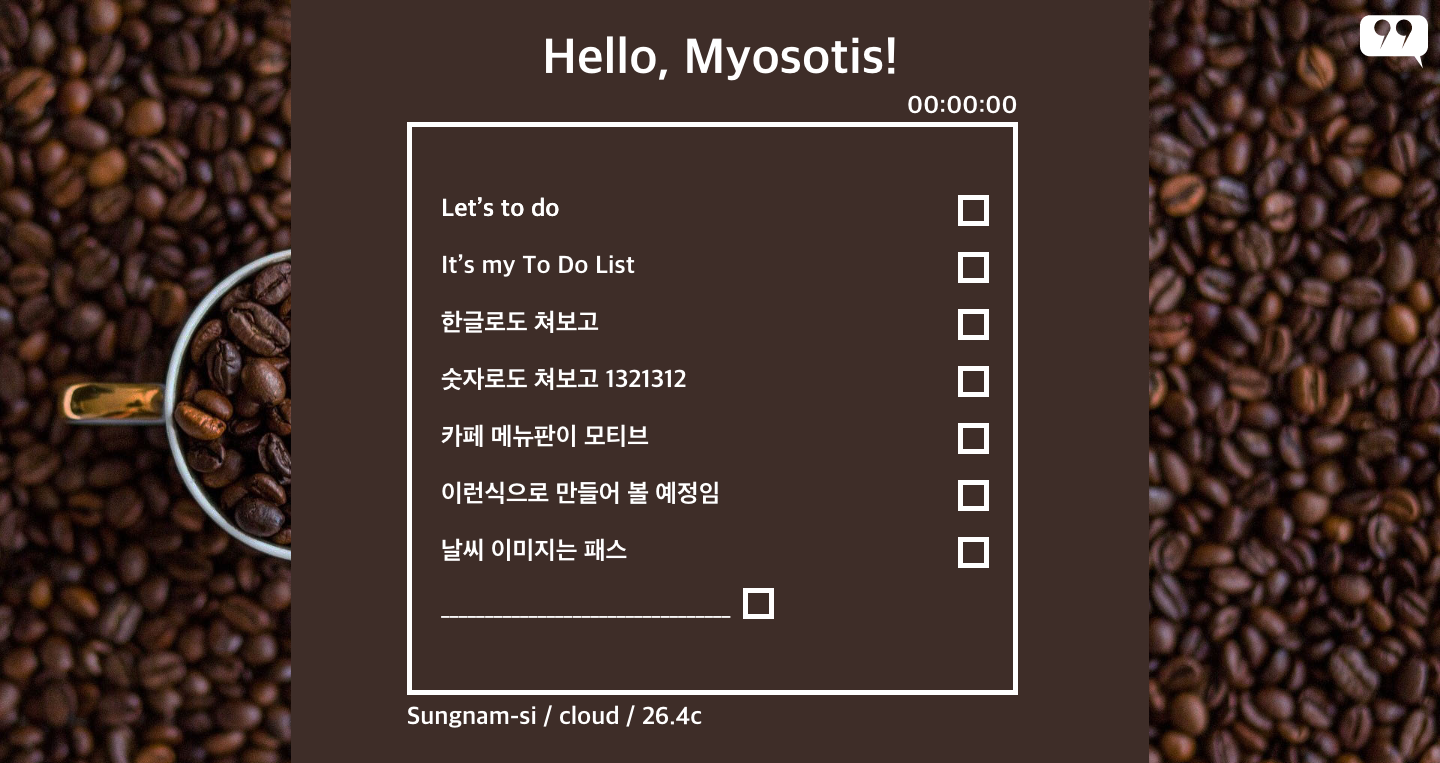 Hello, Myosotis!
00:00:00
Let’s to do
It’s my To Do List
한글로도 쳐보고
숫자로도 쳐보고 1321312
카페 메뉴판이 모티브
이런식으로 만들어 볼 예정임
날씨 이미지는 패스
Sungnam-si / cloud / 26.4c